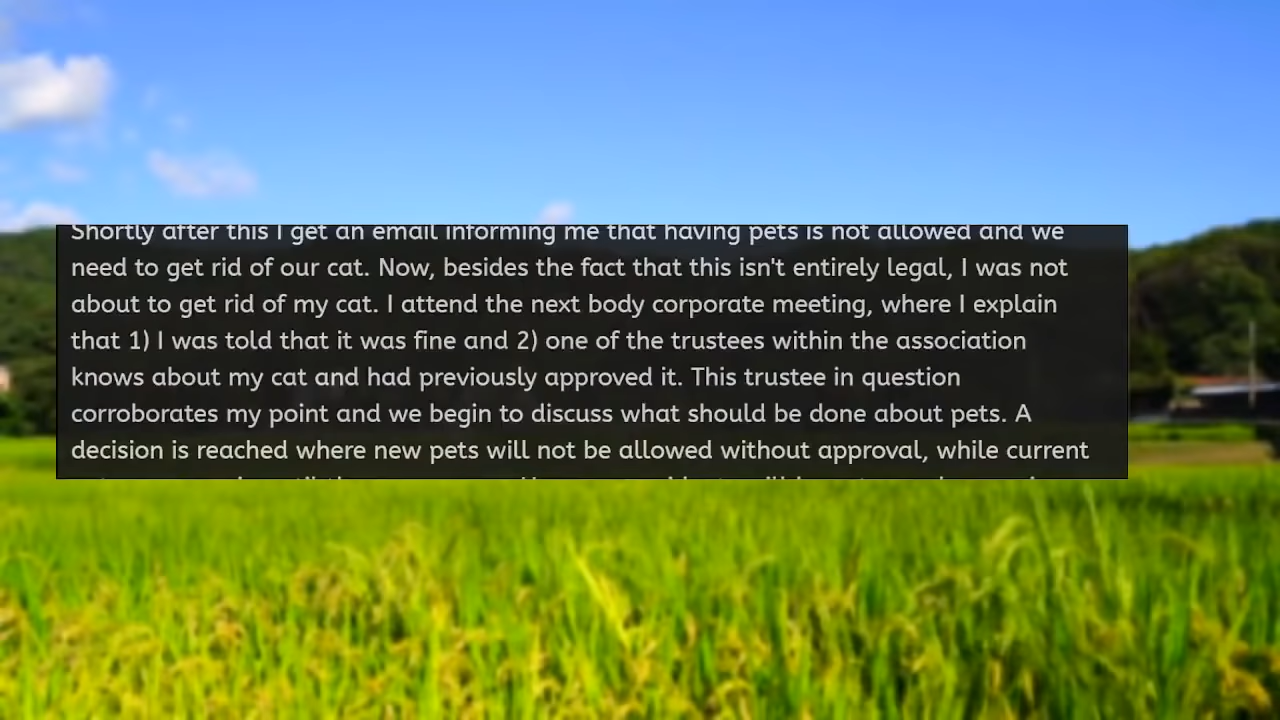 Shortly after this I get an email informing me that having pets is not allowed and we
need to get rid of our cat. Now, besides the fact that this isn't entirely legal, I was not
about to get rid of my cat. I attend the next body corporate meeting, where I explain
that 1) I was told that it was fine and 2) one of the trustees within the association
knows about my cat and had previously approved it. This trustee in question
corroborates my point and we begin to discuss what should be done about pets. A
decision is reached where new pets will not be allowed without approval, while current